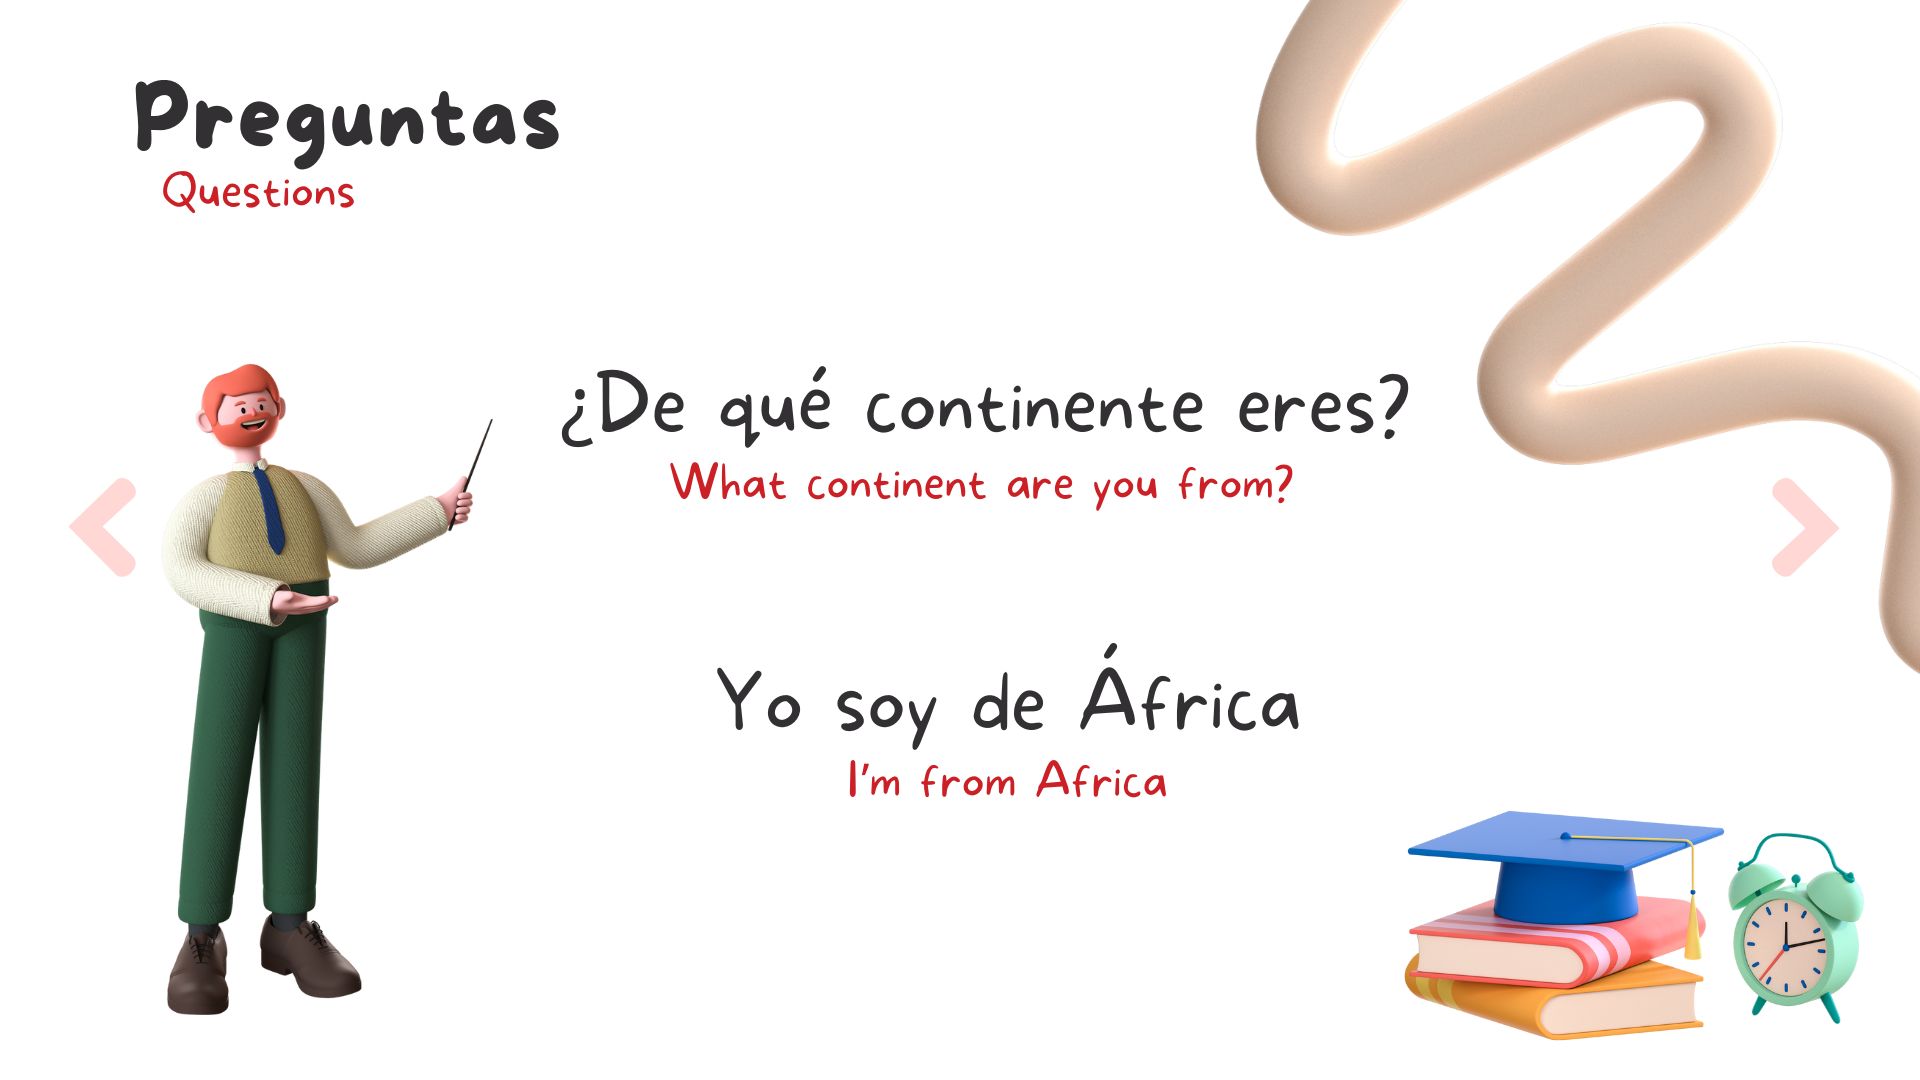 Preguntas
Questions
¿De qué continente eres?
What continent are you from?
Yo soy de África
I'm from Africa